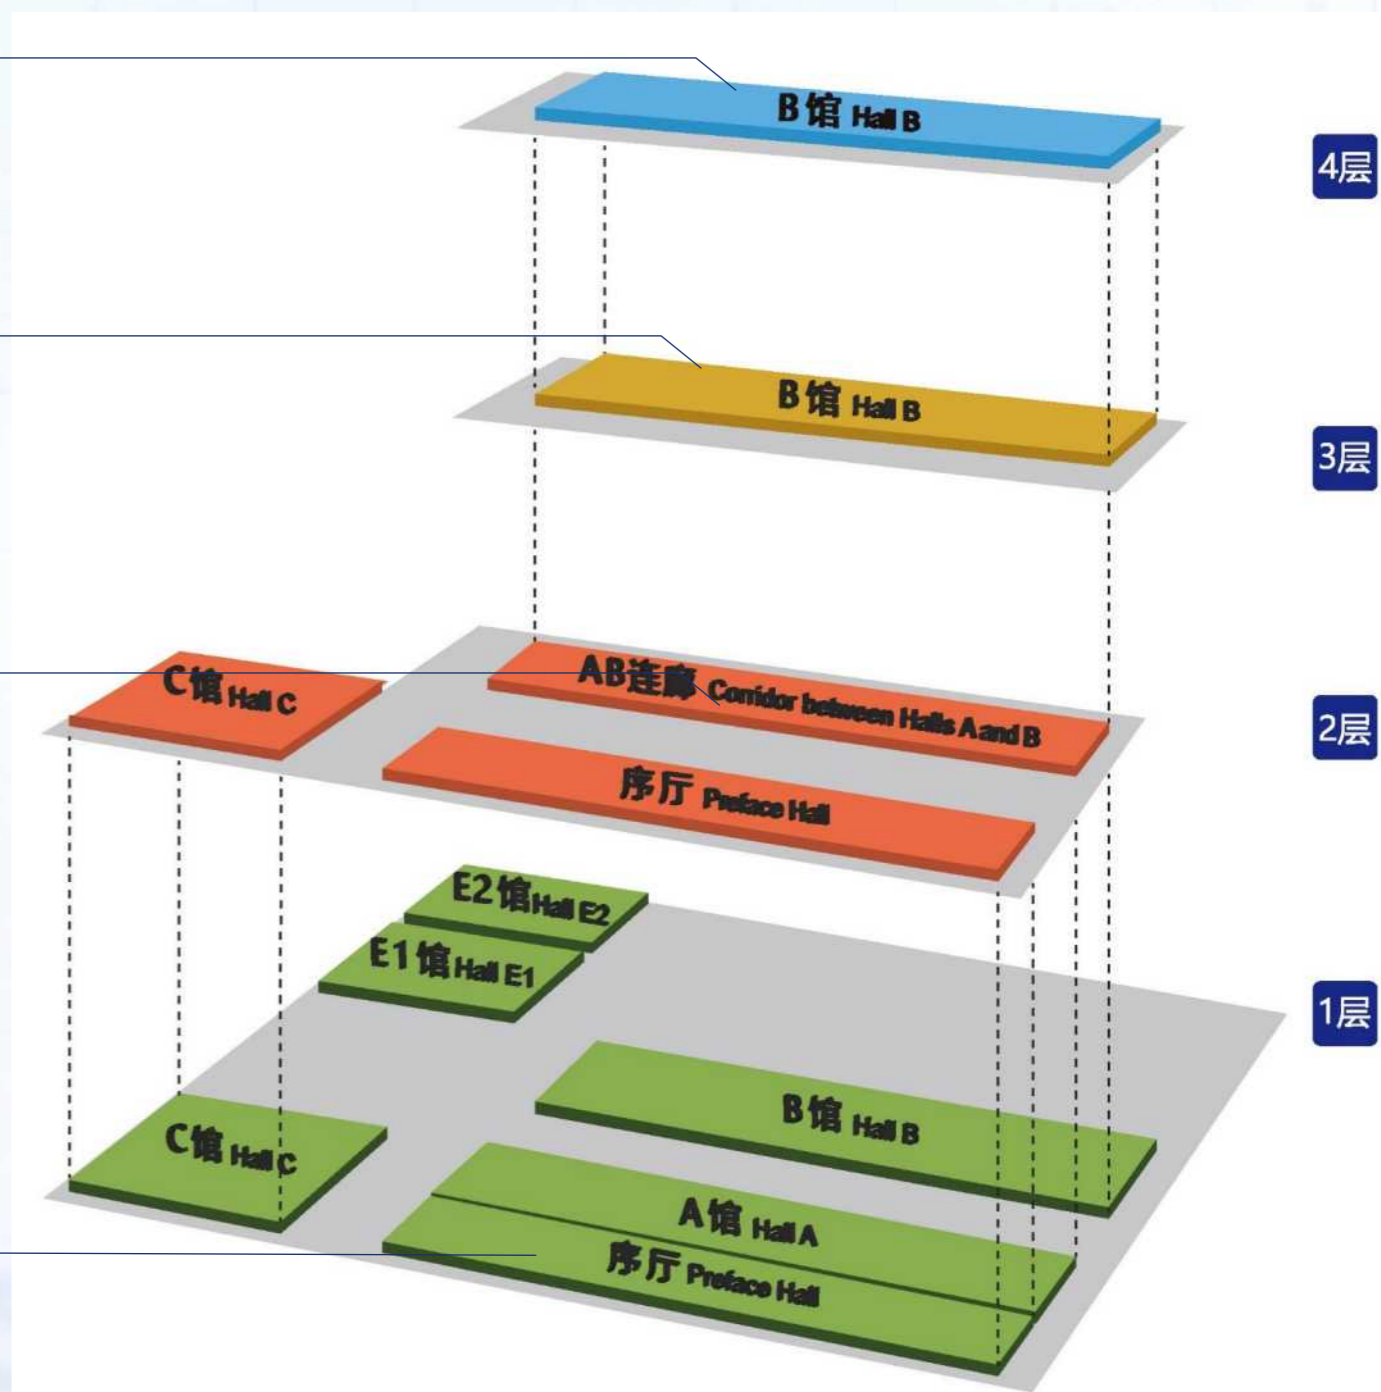 B馆 Hall B
4层
B馆 Hall B
3层
C馆 Hall C
AB连廊 Corridor between Halls A and B
2层
序厅 Preface Hall
E2馆 Hall E2
E1馆 Hall E1
1层
B馆 Hall B
C馆 Hall C
A馆 Hall A
序厅 Preface Hall